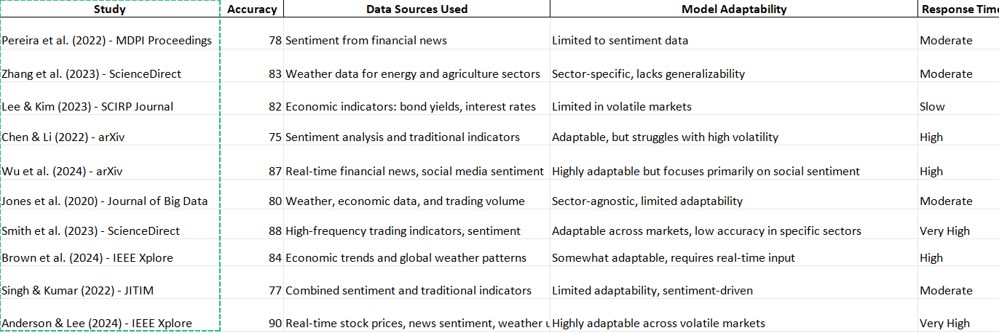 Study Accuracy Data Sources Used Model Adaptability Response Time
Pereira et al. (2022) - MDPI Proceedings 78 Sentiment from financial news Limited to sentiment data Moderate
Zhang et al. (2023) - ScienceDirect 83 Weather data for energy and agriculture sectors Sector-specific, lacks generalizability Moderate
Lee & Kim (2023) - SCIRP Journal 82 Economic indicators: bond yields, interest rates Limited in volatile markets Slow
Chen & Li (2022) - arXiv 75 Sentiment analysis and traditional indicators Adaptable, but struggles with high volatility High
Wu et al. (2024) - arXiv 87 Real-time financial news, social media sentiment Highly adaptable but focuses primarily on social sentiment High
Jones et al. (2020) - Journal of Big Data 80 Weather, economic data, and trading volume Sector-agnostic, limited adaptability Moderate
Smith et al. (2023) - ScienceDirect 88 High-frequency trading indicators, sentiment Adaptable across markets, low accuracy in specific sectors Very High
Brown et al. (2024) - IEEE Xplore 84 Economic trends and global weather patterns Somewhat adaptable, requires real-time input High
Singh & Kumar (2022) - JITIM 77 Combined sentiment and traditional indicators Limited adaptability, sentiment-driven Moderate
Anderson & Lee (2024) - IEEE Xplore 90 Real-time stock prices, news sentiment, weather Highly adaptable across volatile markets Very High